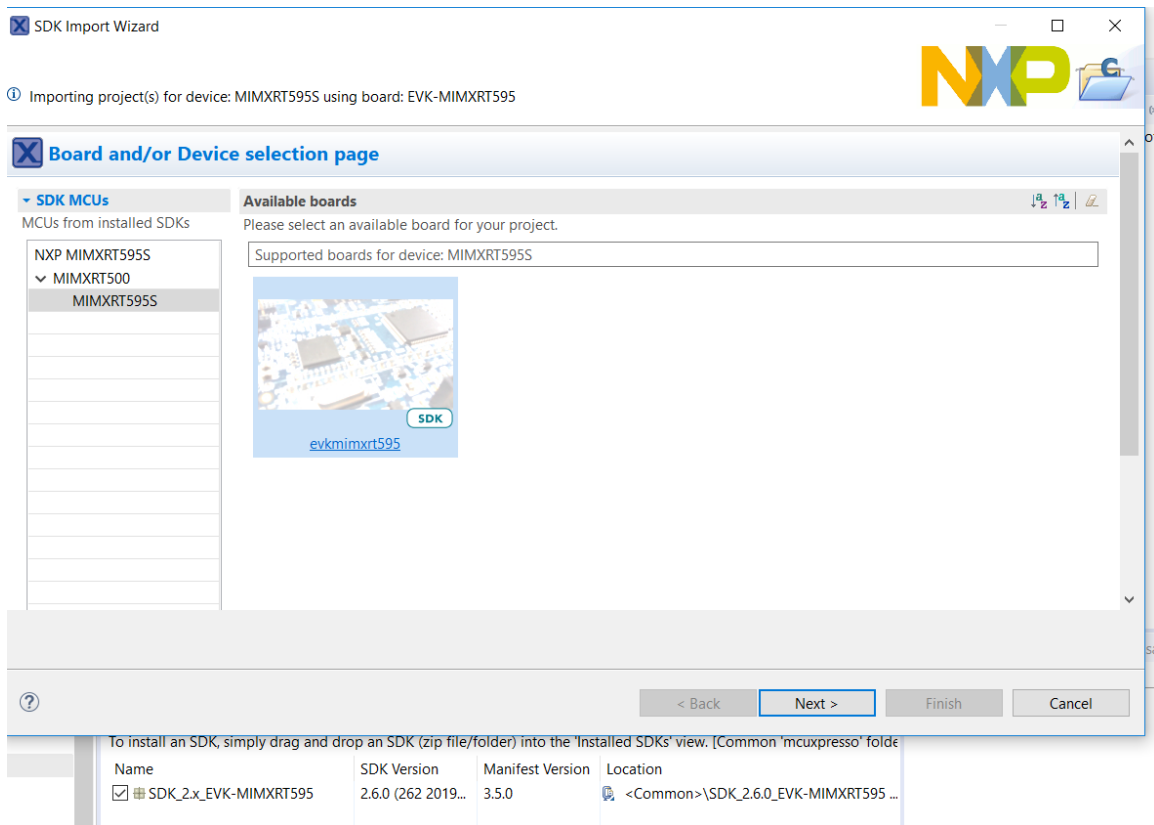 SDK Import Wizard
NXP
Importing project(s) for device: MIMXRT595S using board: EVK-MIMXRT595
Board and/or Device selection page
SDK MCUs
MCUs from installed SDKs
NXP MIMXRT595S
MIMXRT500
MIMXRT595S
Available boards
Please select an available board for your project.
Supported boards for device: MIMXRT595S
SDK
evkmimxrt595
< Back
Next >
Finish
Cancel
To install an SDK, simply drag and drop an SDK (zip file/folder) into the 'Installed SDKs' view. [Common 'mcuxpresso' folde
Name SDK Version Manifest Version Location
SDK_2.x_EVK-MIMXRT595 2.6.0 (262 2019... 3.5.0 <Common>\SDK_2.6.0_EVK-MIMXRT595 ...